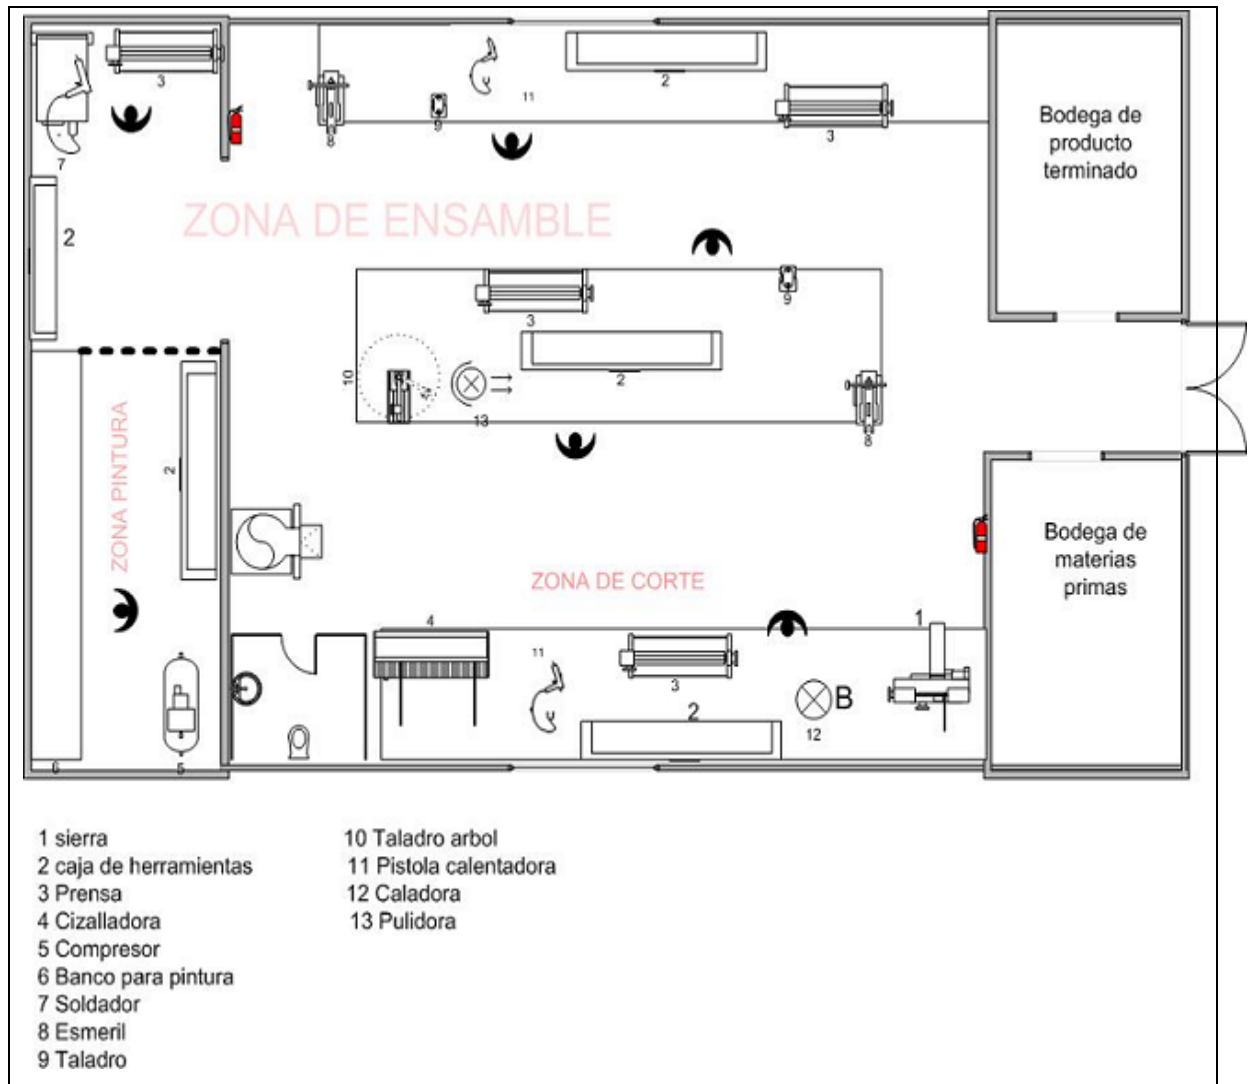 3
7
2
8
9
11
2
3
Bodega de
producto
terminado
ZONA DE ENSAMBLE
3
9
10
2
13
8
ZONA PINTURA
2
6
5
ZONA DE CORTE
4
11
3
2
B
12
1
Bodega de
materias
primas
1 sierra
2 caja de herramientas
3 Prensa
4 Cizalladora
5 Compresor
6 Banco para pintura
7 Soldador
8 Esmeril
9 Taladro
10 Taladro arbol
11 Pistola calentadora
12 Caladora
13 Pulidora